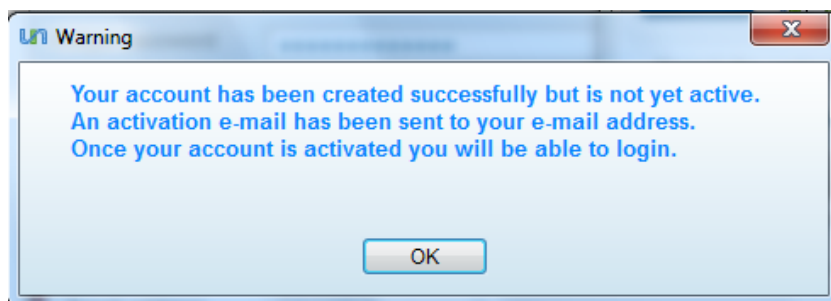 Warning
Your account has been created successfully but is not yet active.
An activation e-mail has been sent to your e-mail address.
Once your account is activated you will be able to login.
OK